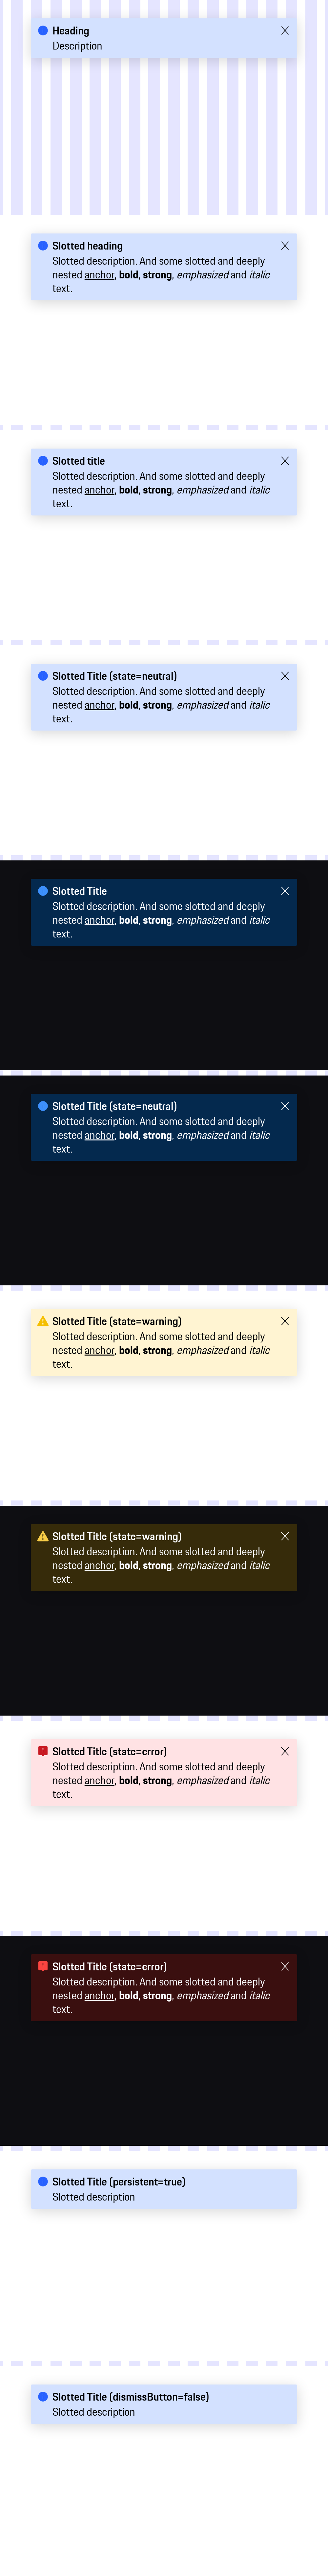 Heading
Description
Slotted heading
Slotted description. And some slotted and deeply
nested anchor, bold, strong, emphasized and italic
text.
Slotted title
Slotted description. And some slotted and deeply
nested anchor, bold, strong, emphasized and italic
text.
Slotted Title (state=neutral)
Slotted description. And some slotted and deeply
nested anchor, bold, strong, emphasized and italic
text.
Slotted Title
Slotted description. And some slotted and deeply
nested anchor, bold, strong, emphasized and italic
text.
Slotted Title (state=neutral)
Slotted description. And some slotted and deeply
nested anchor, bold, strong, emphasized and italic
text.
Slotted Title (state=warning)
Slotted description. And some slotted and deeply
nested anchor, bold, strong, emphasized and italic
text.
Slotted Title (state=warning)
Slotted description. And some slotted and deeply
nested anchor, bold, strong, emphasized and italic
text.
Slotted Title (state=error)
Slotted description. And some slotted and deeply
nested anchor, bold, strong, emphasized and italic
text.
Slotted Title (state=error)
Slotted description. And some slotted and deeply
nested anchor, bold, strong, emphasized and italic
text.
Slotted Title (persistent=true)
Slotted description
Slotted Title (dismissButton=false)
Slotted description